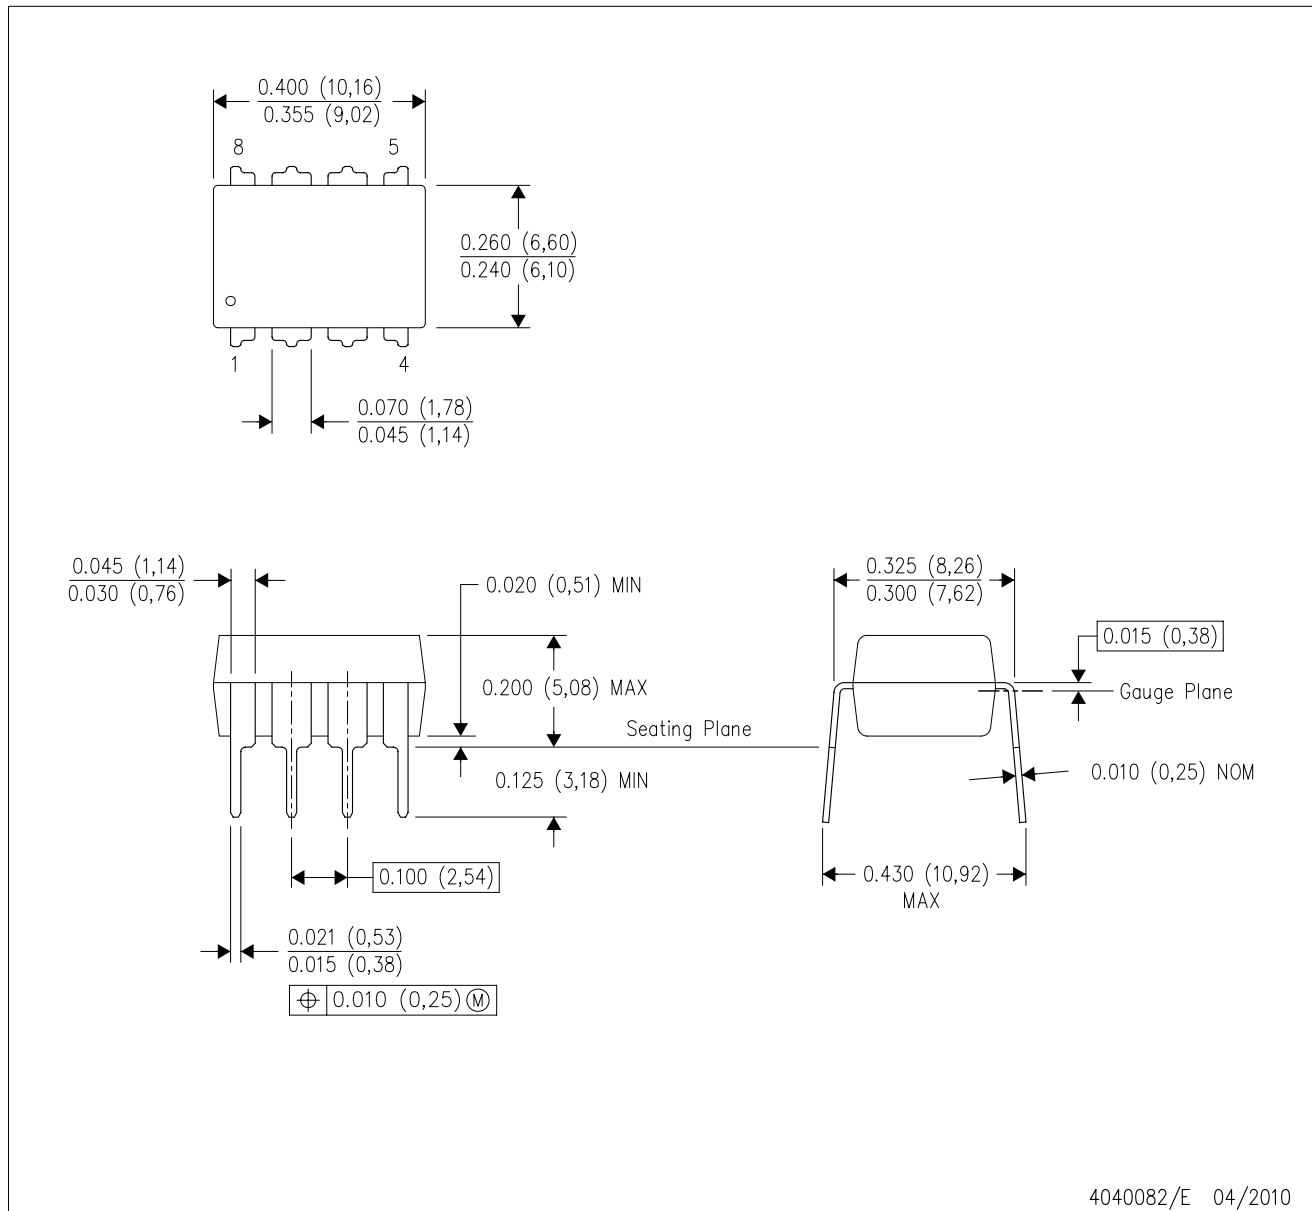 0.400 (10,16)
0.355 (9,02)
8 5
0.260 (6,60)
0.240 (6,10)
1 4
0.070 (1,78)
0.045 (1,14)
0.045 (1,14)
0.030 (0,76)
0.020 (0,51) MIN
0.325 (8,26)
0.300 (7,62)
0.015 (0,38)
0.200 (5,08) MAX
Gauge Plane
Seating Plane
0.125 (3,18) MIN
0.010 (0,25) NOM
0.100 (2,54)
0.430 (10,92)
MAX
0.021 (0,53)
0.015 (0,38)
⌖ 0.010 (0,25) Ⓜ
4040082/E 04/2010